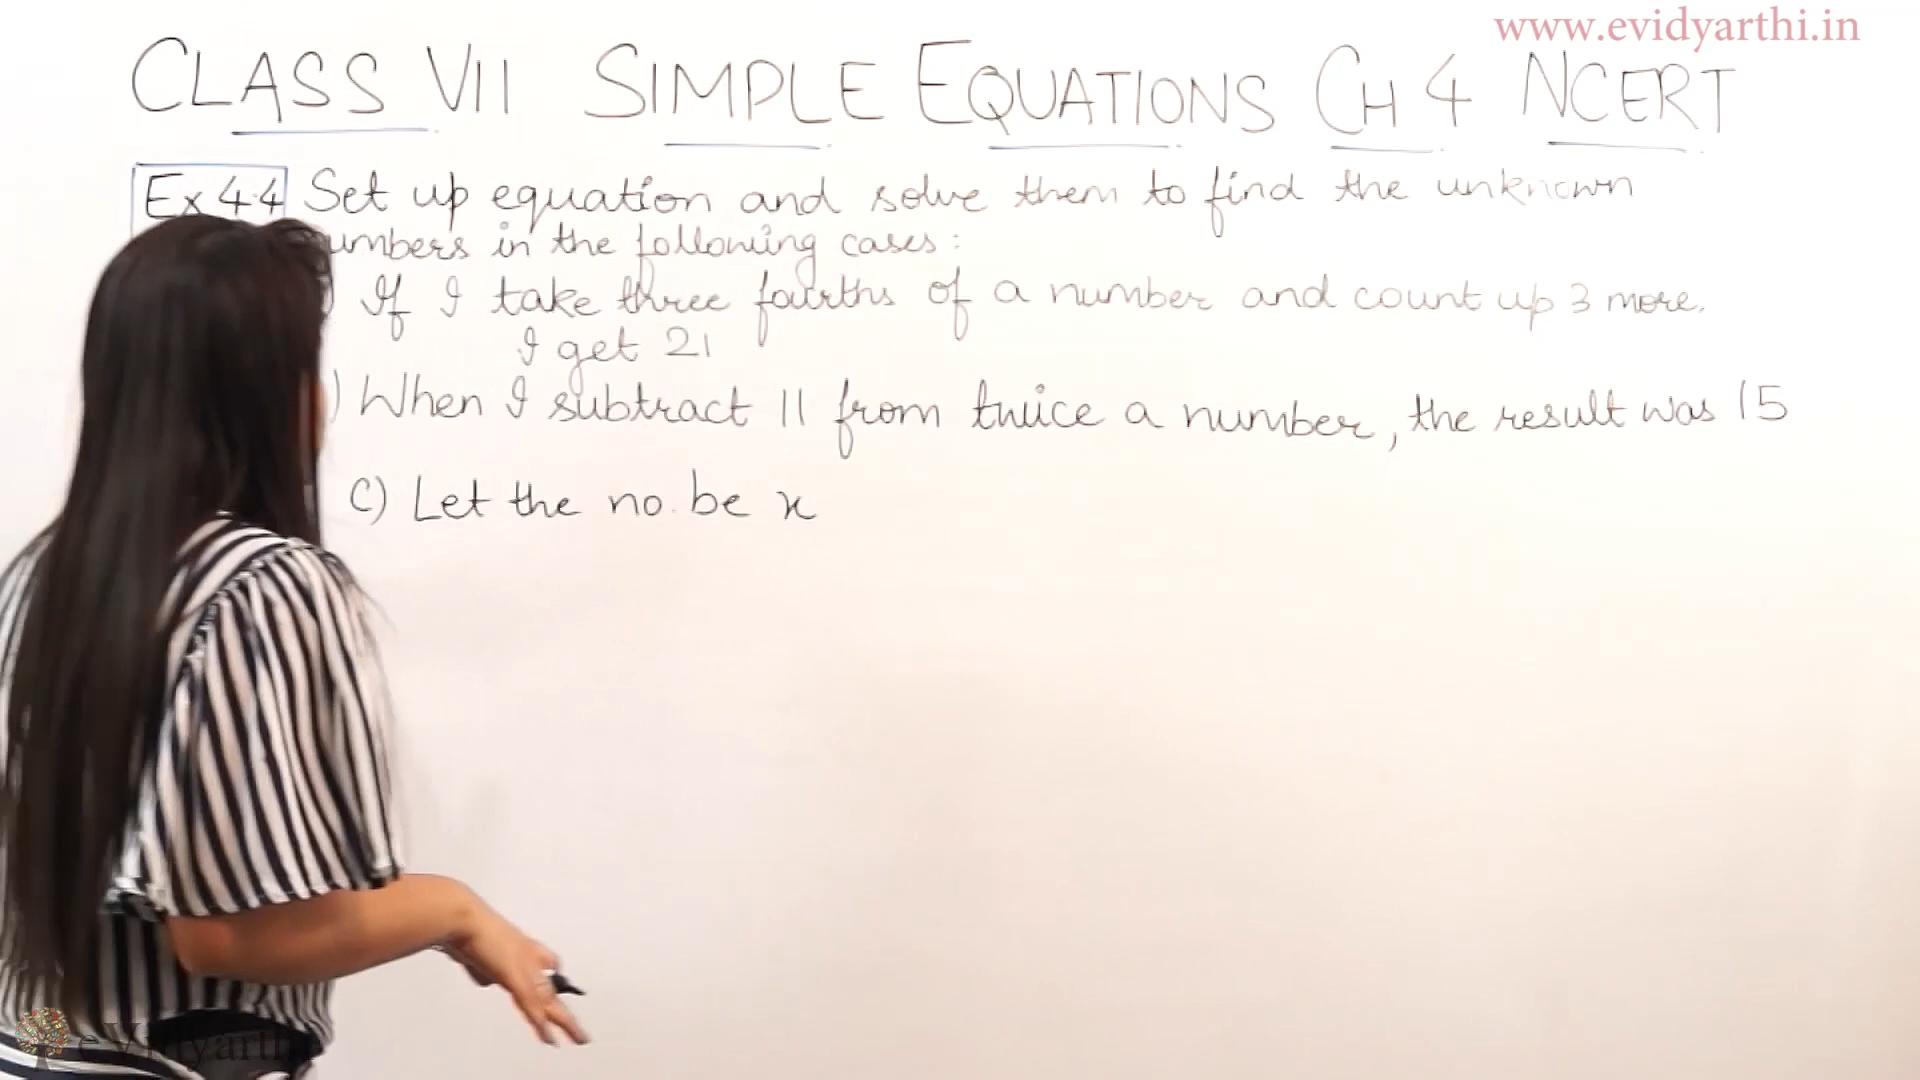 www.evidyarthi.in
CLASS VII SIMPLE EQUATIONS CH 4 NCERT
Ex 4.4 Set up equation and solve them to find the unknown
umbers in the following cases:
) If I take three fourths of a number and count up 3 more.
I get 21
) When I subtract 11 from twice a number, the result was 15
C) Let the no. be x
eVidyarthi